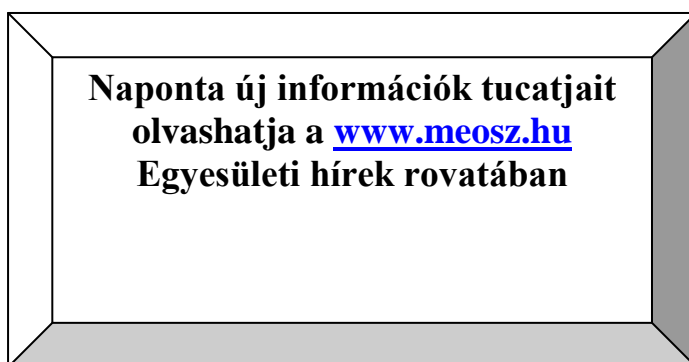 Naponta új információk tucatjait
olvashatja a www.meosz.hu
Egyesületi hírek rovatában